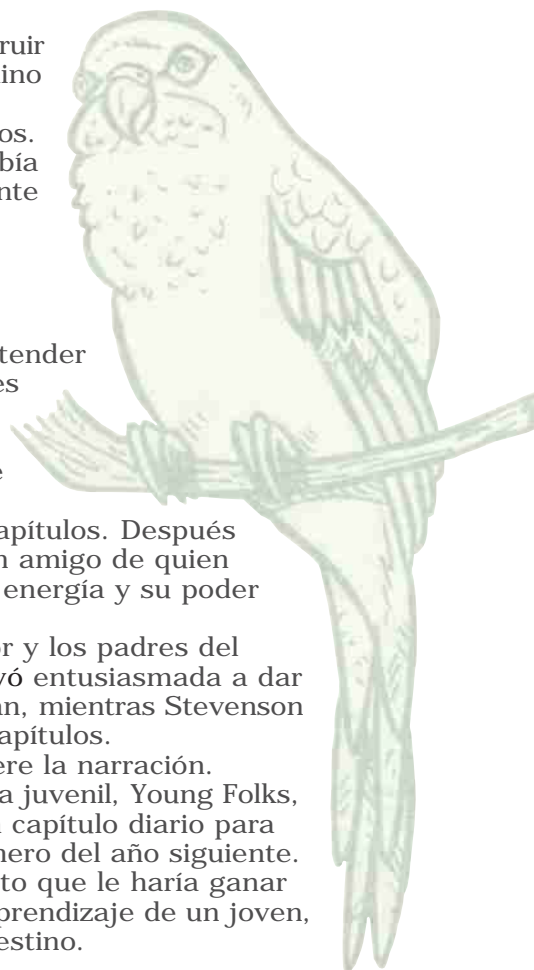 ruir
ino
os.
bía
nte
tender
es
e
apítulos. Después
n amigo de quien
energía y su poder
or y los padres del
vó entusiasmada a dar
an, mientras Stevenson
apítulos.
ere la narración.
a juvenil, Young Folks,
n capítulo diario para
nero del año siguiente.
to que le haría ganar
prendizaje de un joven,
estino.